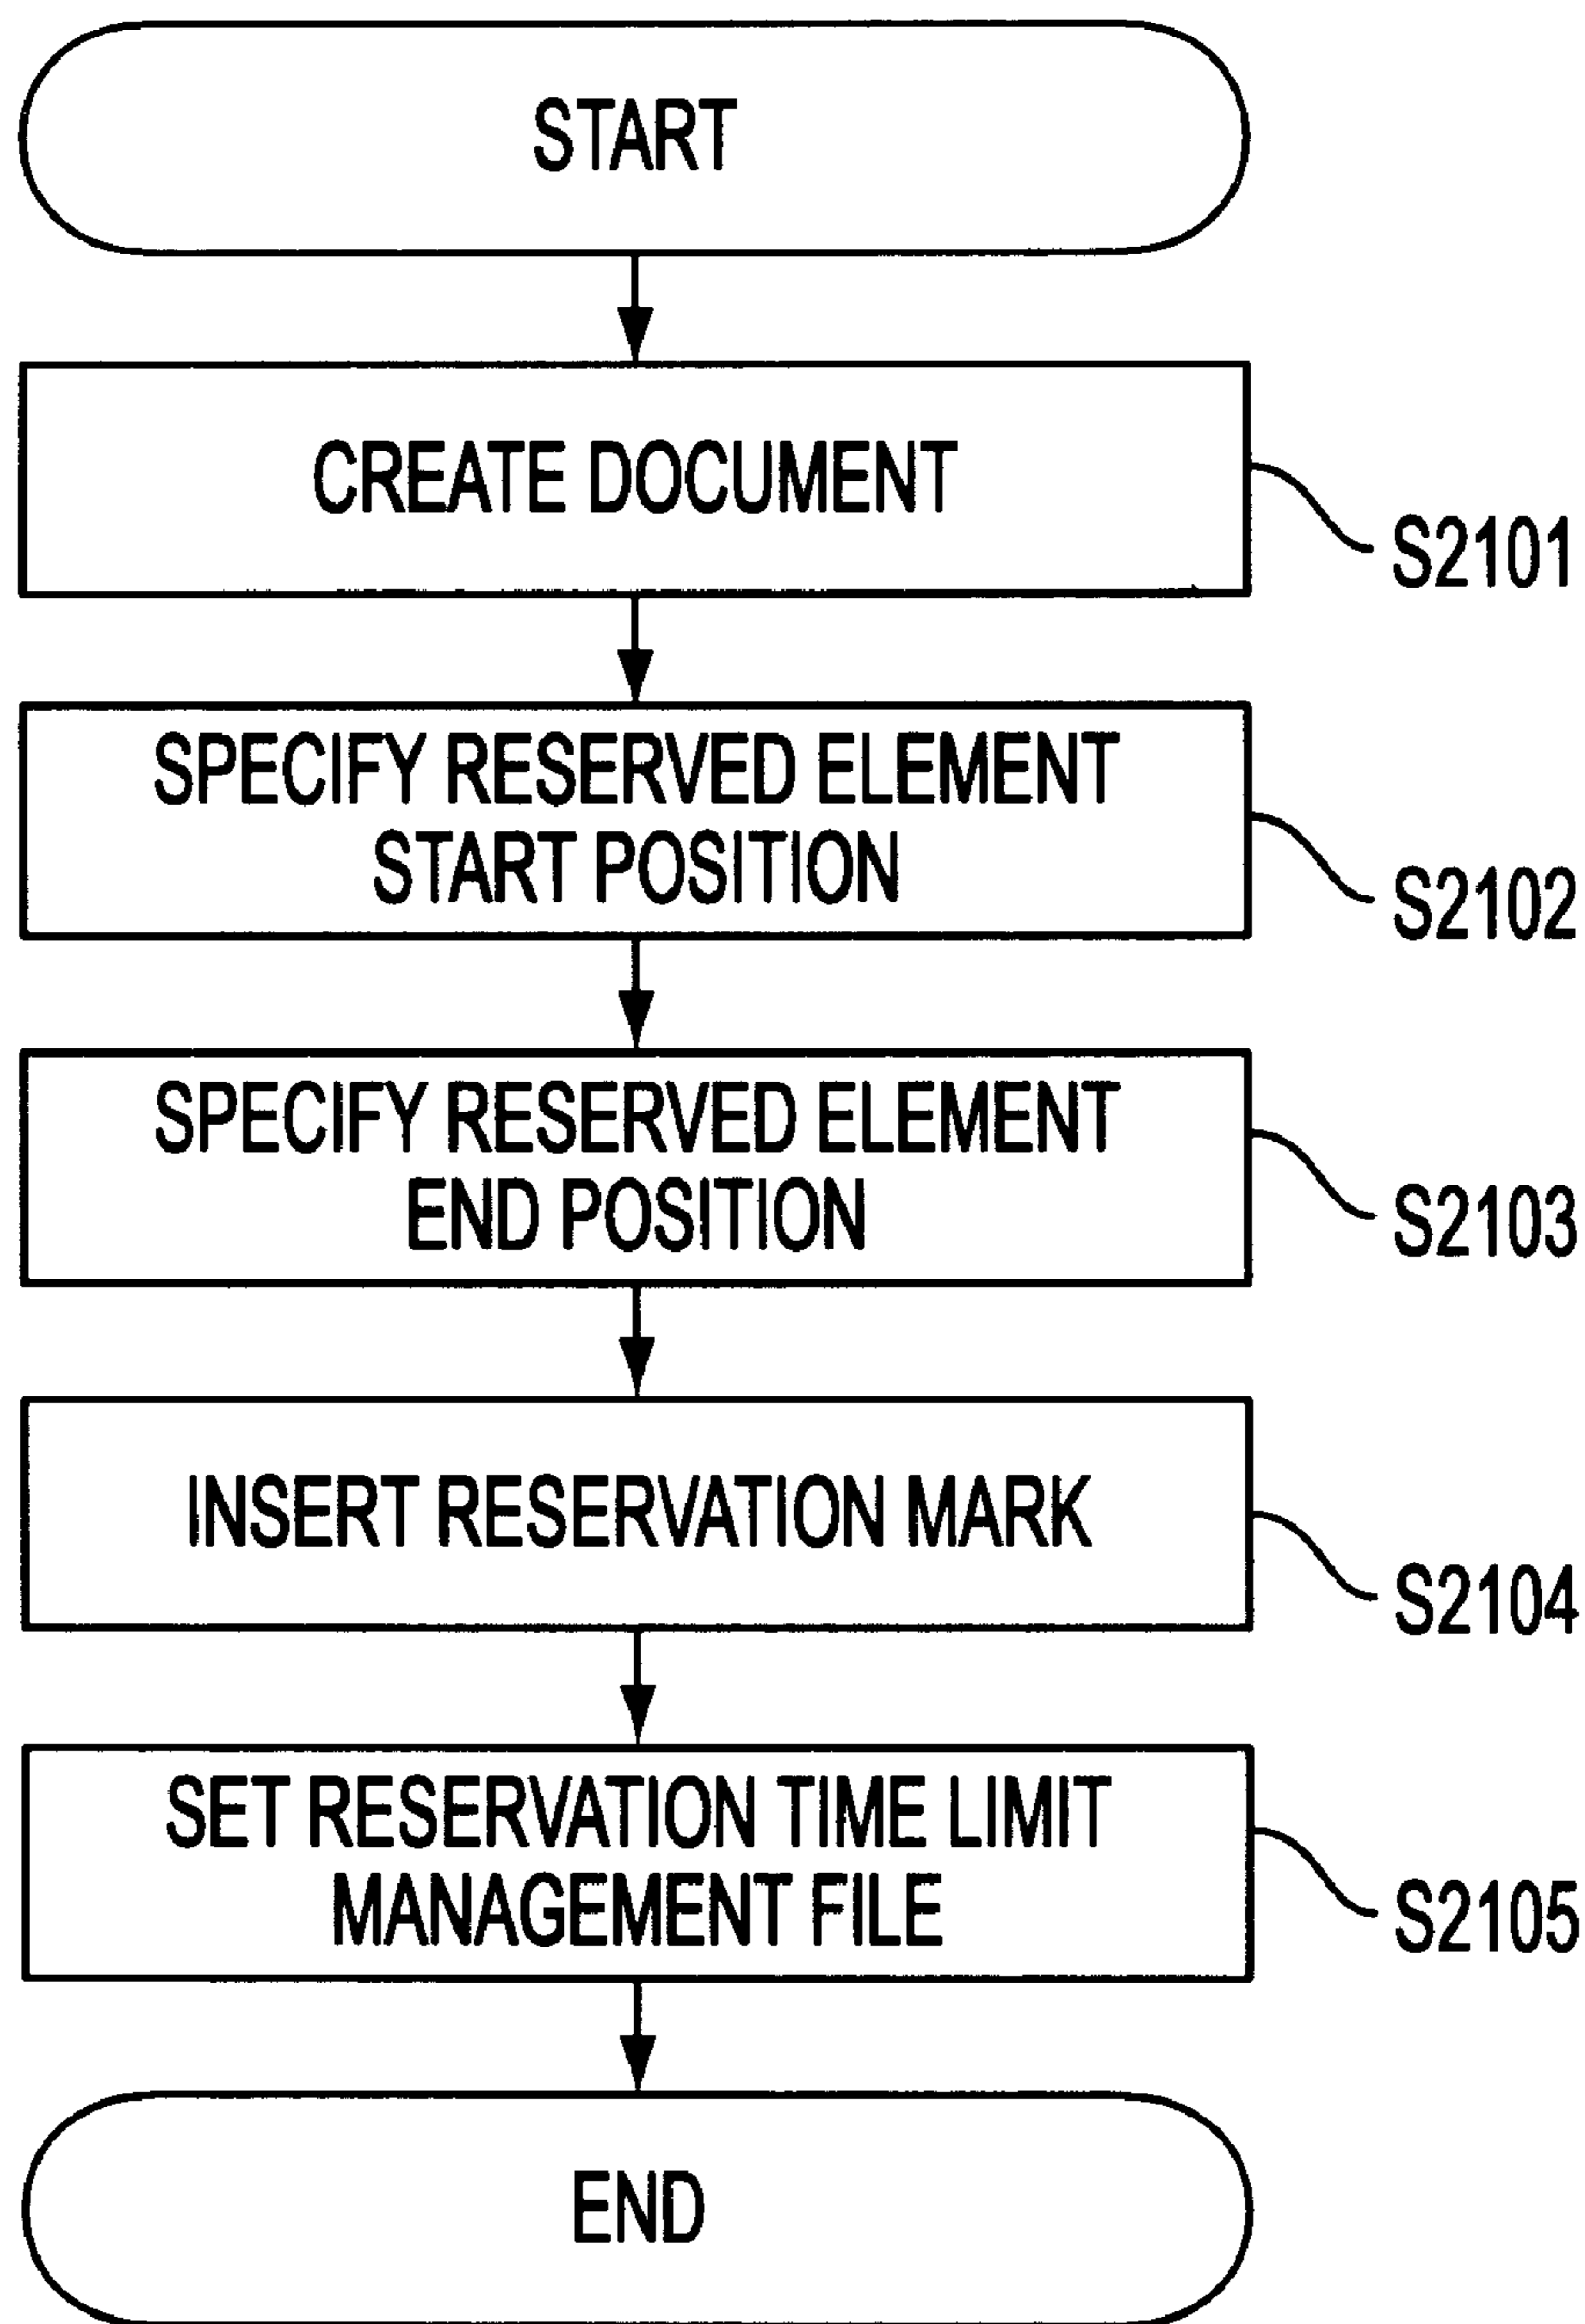 START
CREATE DOCUMENT
S2101
SPECIFY RESERVED ELEMENT
START POSITION
S2102
SPECIFY RESERVED ELEMENT
END POSITION
S2103
INSERT RESERVATION MARK
S2104
SET RESERVATION TIME LIMIT
MANAGEMENT FILE
S2105
END